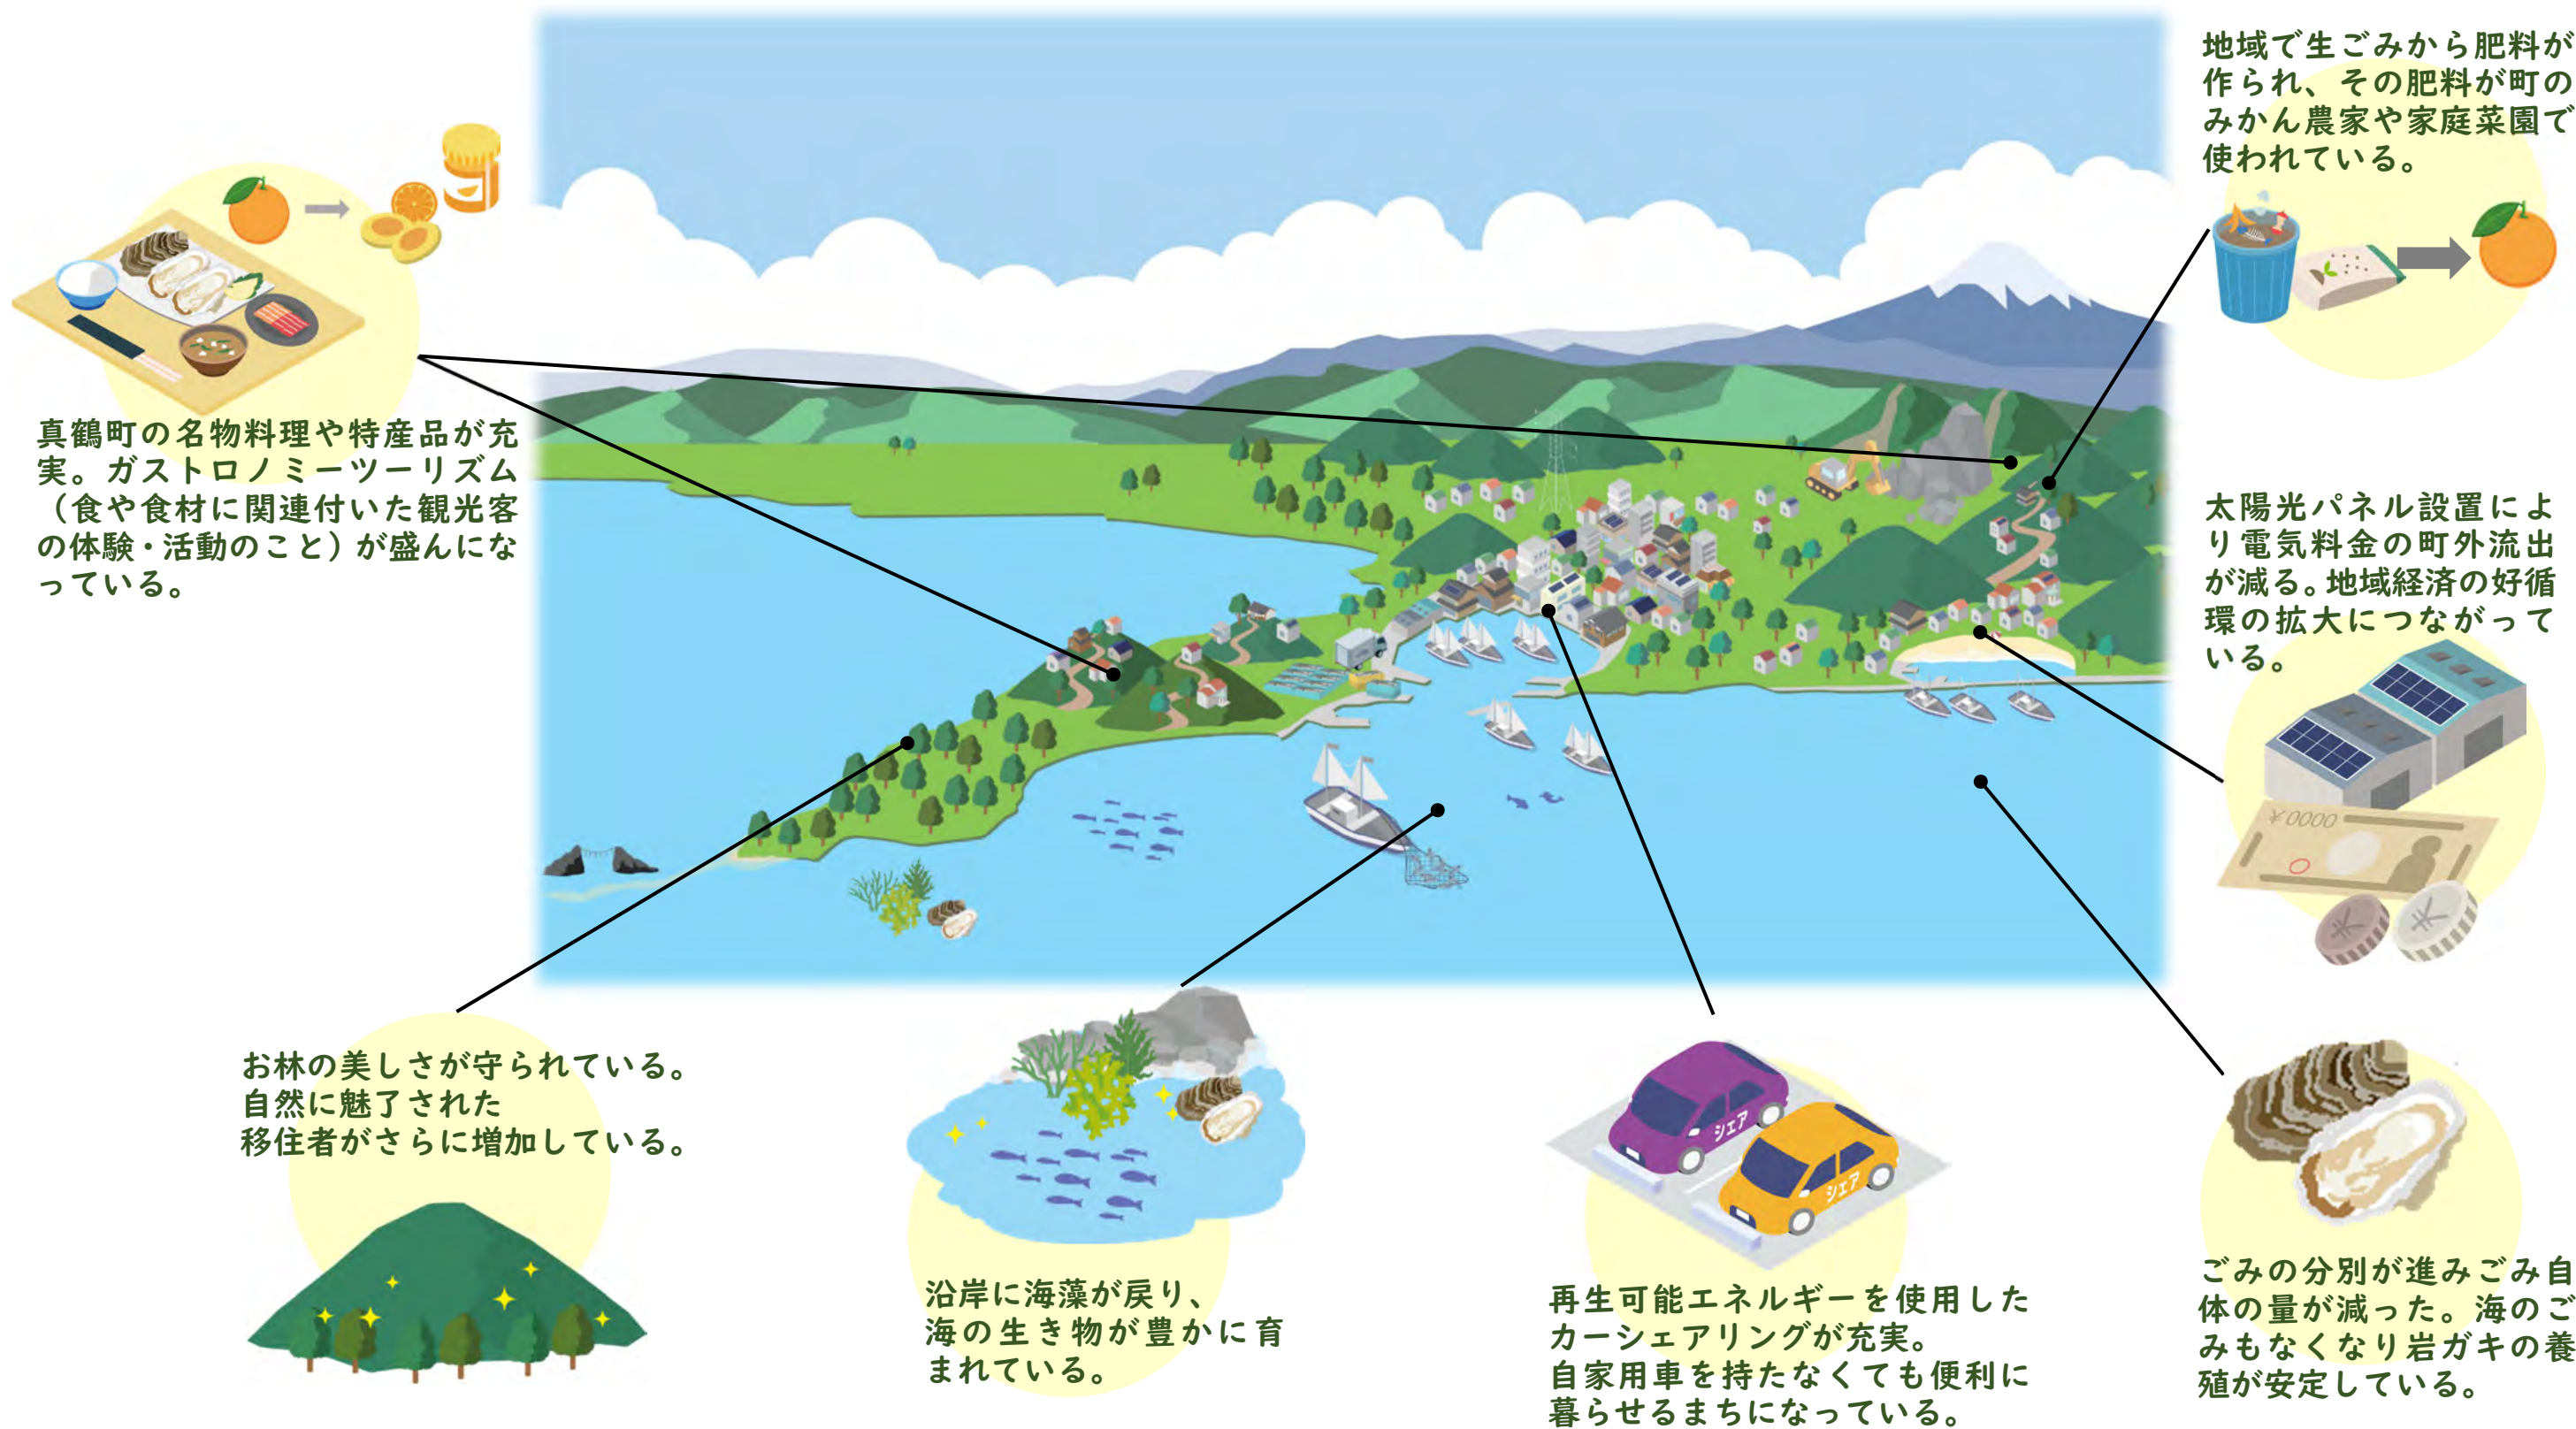 真鶴町の名物料理や特産品が充
実。ガストロノミーツーリズム
（食や食材に関連付いた観光客
の体験・活動のこと）が盛んにな
っている。
地域で生ごみから肥料が
作られ、その肥料が町の
みかん農家や家庭菜園で
使われている。
太陽光パネル設置によ
り電気料金の町外流出
が減る。地域経済の好循
環の拡大につながって
いる。
¥0000
¥
¥
お林の美しさが守られている。
自然に魅了された
移住者がさらに増加している。
沿岸に海藻が戻り、
海の生き物が豊かに育
まれている。
シェア
シェア
再生可能エネルギーを使用した
カーシェアリングが充実。
自家用車を持たなくても便利に
暮らせるまちになっている。
ごみの分別が進みごみ自
体の量が減った。海のご
みもなくなり岩ガキの養
殖が安定している。